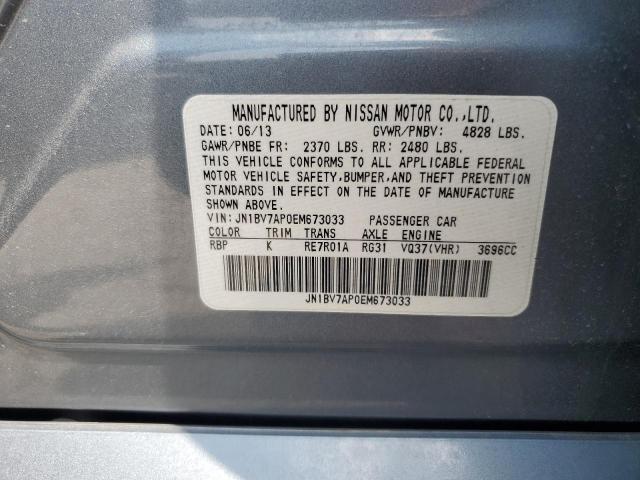 MANUFACTURED BY NISSAN MOTOR CO.,LTD.
DATE: 06/13 GVWR/PNBV: 4828 LBS.
GAWR/PNBE FR: 2370 LBS. RR: 2480 LBS.
THIS VEHICLE CONFORMS TO ALL APPLICABLE FEDERAL
MOTOR VEHICLE SAFETY,BUMPER,AND THEFT PREVENTION
STANDARDS IN EFFECT ON THE DATE OF MANUFACTURE
SHOWN ABOVE.
VIN: JN1BV7AP0EM673033 PASSENGER CAR
COLOR TRIM TRANS AXLE ENGINE
RBP K RE7R01A RG31 VQ37(VHR) 3696CC
JN1BV7AP0EM673033